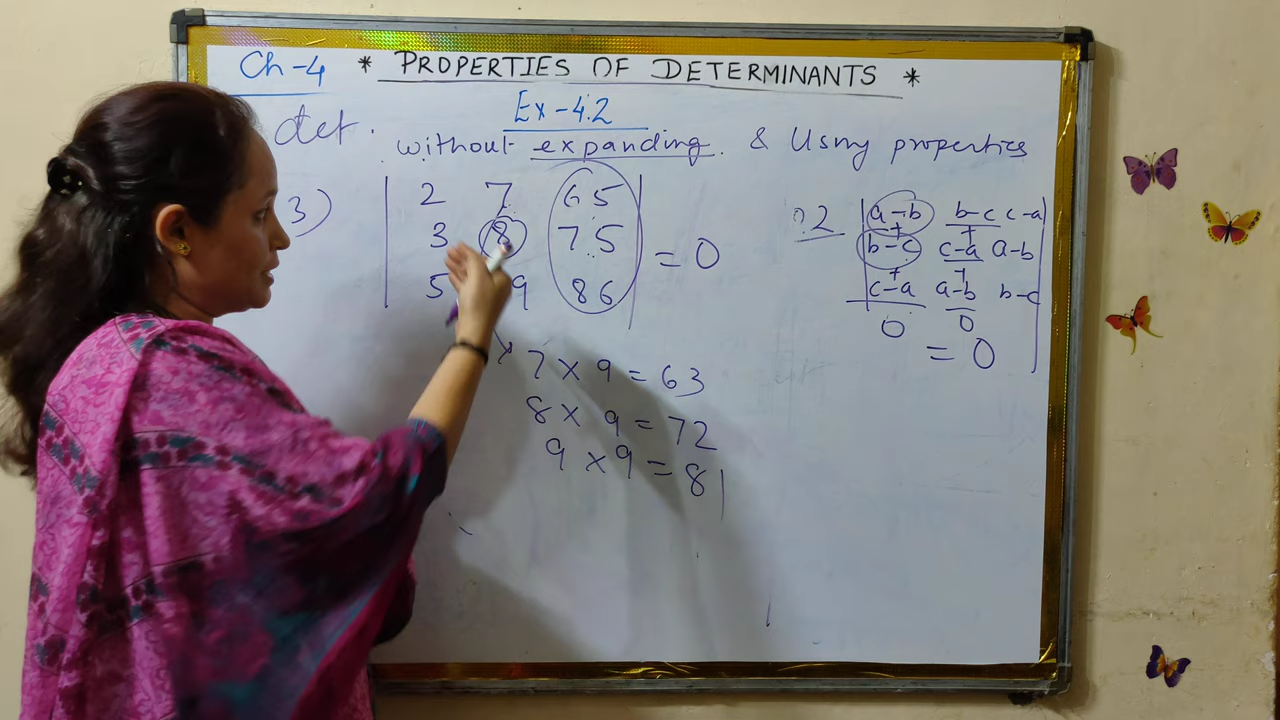 Ch-4 * PROPERTIES OF DETERMINANTS *
Ex-4.2
det. without expanding. & Using properties
3)
2 7 65
3 8 75 = 0
5 9 86
7 × 9 = 63
8 × 9 = 72
9 × 9 = 81
2
a-b b-c c-a
b-c c-a a-b
c-a a-b b-c
0 0
= 0